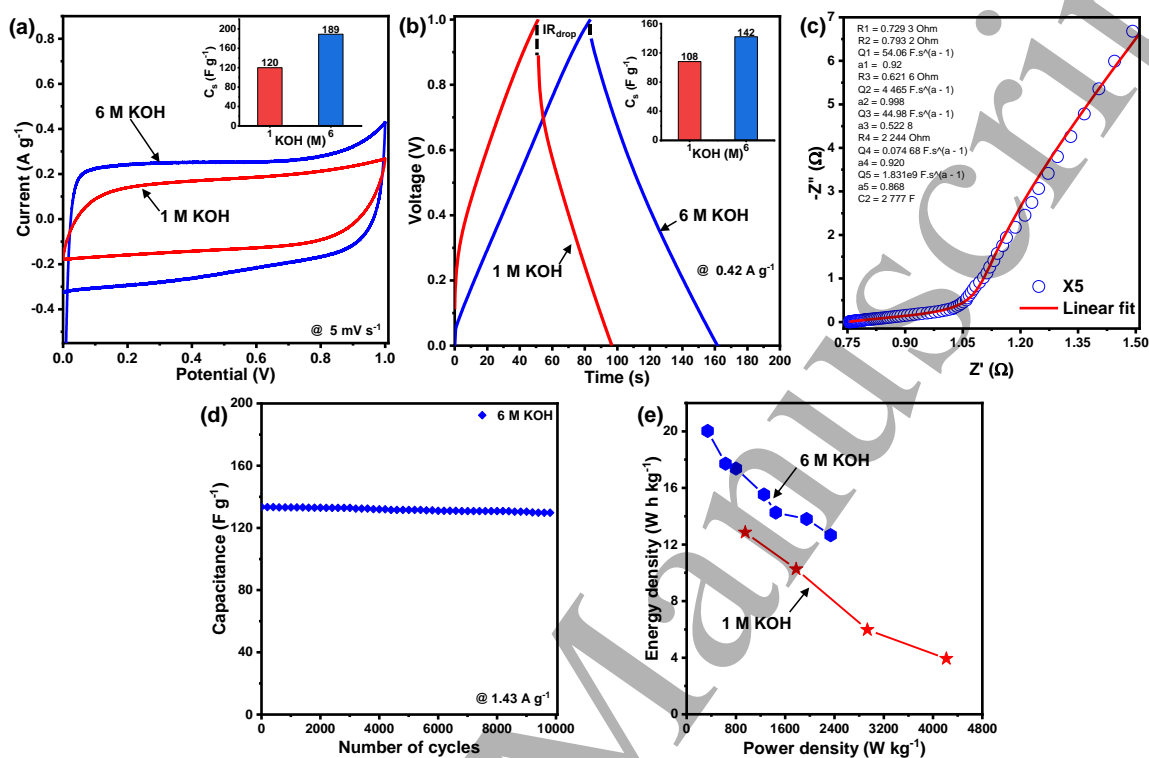 (a)
0.8
0.6
0.4
0.2
0.0
-0.2
-0.4
Current (A g-1)
0.0 0.2 0.4 0.6 0.8 1.0
Potential (V)
6 M KOH
1 M KOH
@ 5 mV s-1
200
160
120
80
40
0
Cs (F g-1)
120
189
1 6
KOH (M)
(b)
1.0
0.8
0.6
0.4
0.2
0.0
Voltage (V)
0 20 40 60 80 100 120 140 160 180 200
Time (s)
IRdrop
6 M KOH
1 M KOH
@ 0.42 A g-1
160
120
80
40
0
Cs (F g-1)
108
142
1 6
KOH (M)
(c)
7
6
5
4
3
2
1
0
-Z'' (Ω)
0.75 0.90 1.05 1.20 1.35 1.50
Z' (Ω)
R1 = 0.729 3 Ohm
R2 = 0.793 2 Ohm
Q1 = 54.06 F.s^(a - 1)
a1 = 0.92
R3 = 0.621 6 Ohm
Q2 = 4 465 F.s^(a - 1)
a2 = 0.998
Q3 = 44.98 F.s^(a - 1)
a3 = 0.522 8
R4 = 2.244 Ohm
Q4 = 0.074 68 F.s^(a - 1)
a4 = 0.920
Q5 = 1.831e9 F.s^(a - 1)
a5 = 0.868
C2 = 2 777 F
X5
Linear fit
(d)
200
160
120
80
40
0
Capacitance (F g-1)
0 2000 4000 6000 8000 10000
Number of cycles
6 M KOH
@ 1.43 A g-1
(e)
20
16
12
8
4
0
Energy density (W h kg-1)
0 800 1600 2400 3200 4000 4800
Power density (W kg-1)
6 M KOH
1 M KOH
Manuscri